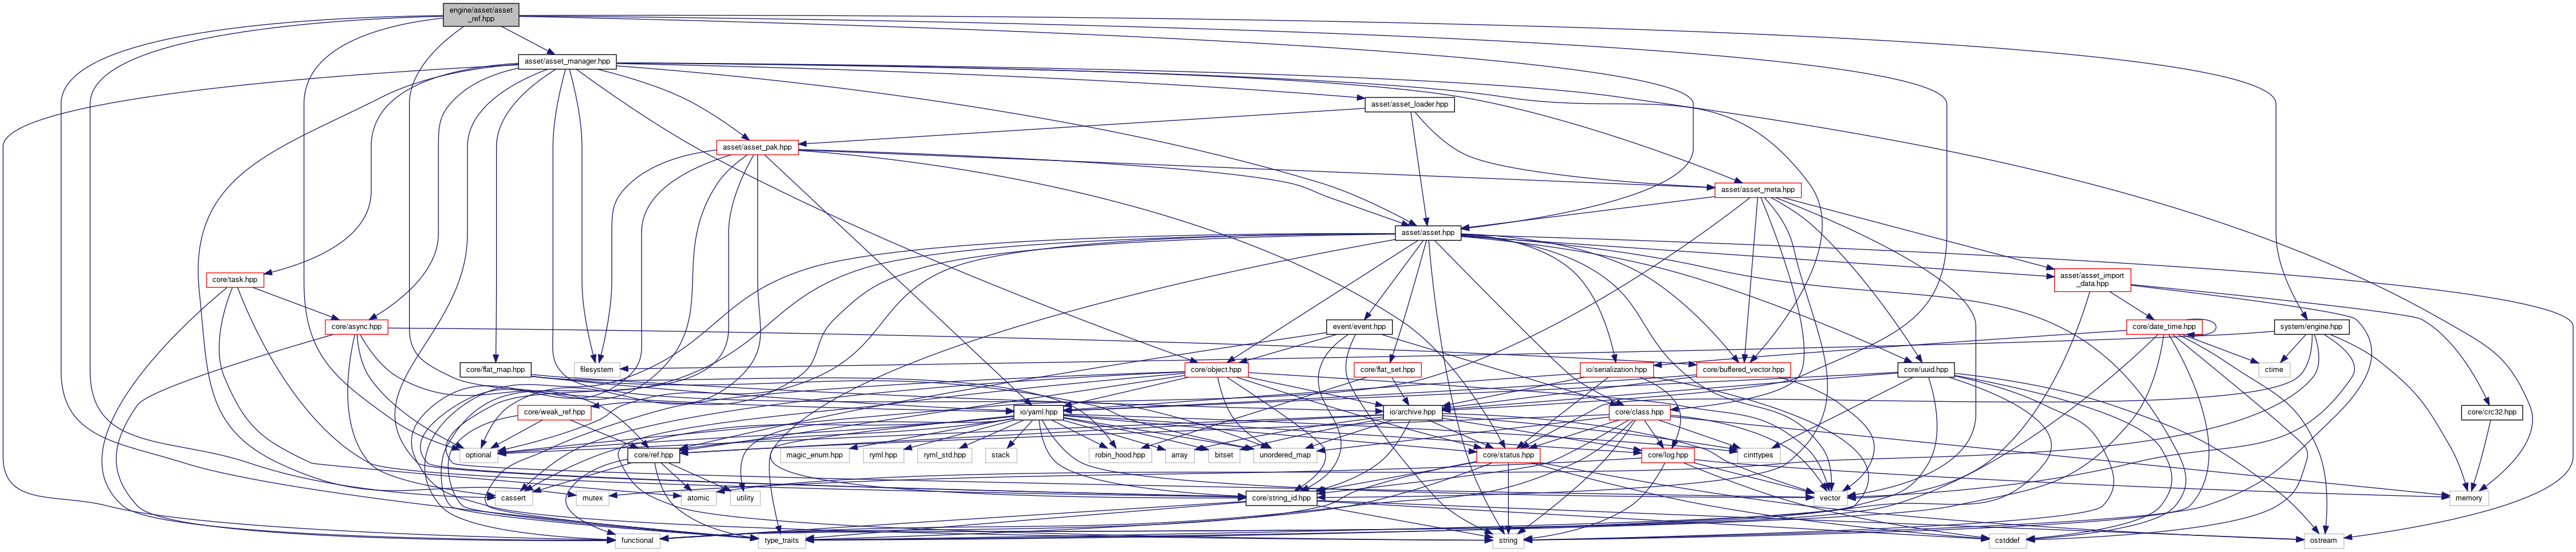 engine/asset/asset
_ref.hpp
asset/asset_manager.hpp
asset/asset_loader.hpp
asset/asset_pak.hpp
asset/asset_meta.hpp
asset/asset.hpp
core/task.hpp
asset/asset_import
_data.hpp
core/async.hpp
event/event.hpp
core/date_time.hpp
system/engine.hpp
core/flat_map.hpp
filesystem
core/object.hpp
core/flat_set.hpp
io/serialization.hpp
core/buffered_vector.hpp
core/uuid.hpp
ctime
core/weak_ref.hpp
io/yaml.hpp
io/archive.hpp
core/class.hpp
core/crc32.hpp
optional
core/ref.hpp
magic_enum.hpp
ryml.hpp
ryml_std.hpp
stack
robin_hood.hpp
array
bitset
unordered_map
core/status.hpp
core/log.hpp
cinttypes
cassert
mutex
atomic
utility
core/string_id.hpp
vector
memory
functional
type_traits
string
cstddef
ostream